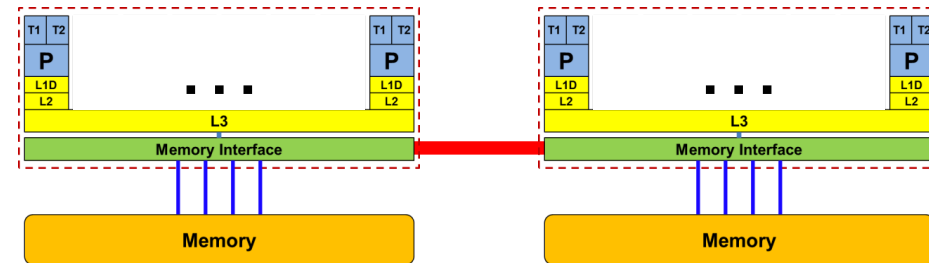 T1 T2 T1 T2 T1 T2 T1 T2
P P P P
L1D L1D L1D L1D
L2 L2 L2 L2
L3 L3
Memory Interface Memory Interface
Memory Memory